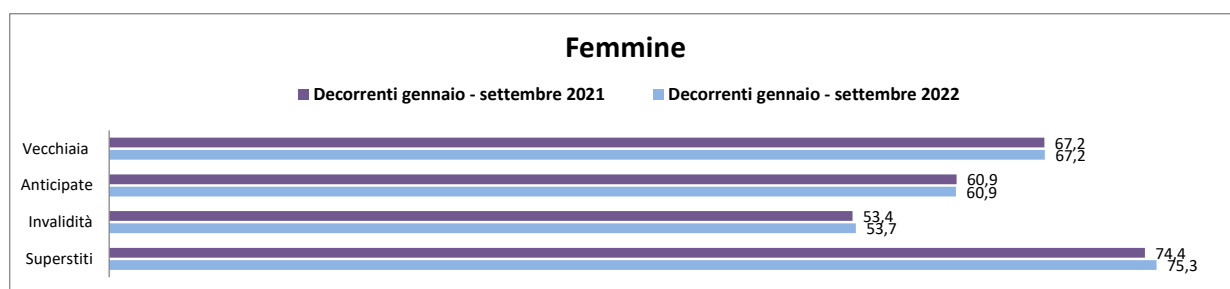 Femmine
Decorrenti gennaio - settembre 2021 Decorrenti gennaio - settembre 2022
Vecchiaia 67,2
67,2
Anticipate 60,9
60,9
Invalidità 53,4
53,7
Superstiti 74,4
75,3